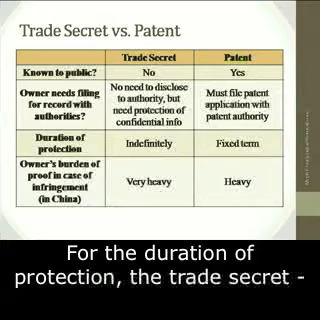 Trade Secret vs. Patent
Trade Secret Patent
Known to public? No Yes
Owner needs filing for record with authorities? No need to disclose to authority, but need protection of confidential info Must file patent application with patent authority
Duration of protection Indefinitely Fixed term
Owner's burden of proof in case of infringement (in China) Very heavy Heavy
For the duration of
protection, the trade secret -